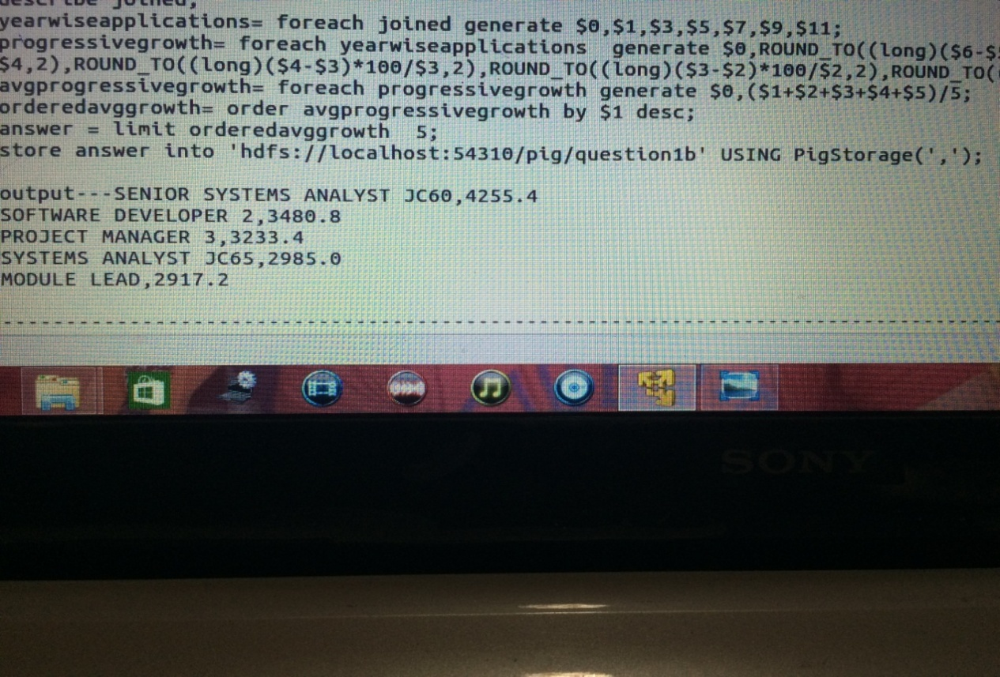 describe joined;
yearwiseapplications= foreach joined generate $0,$1,$3,$5,$7,$9,$11;
progressivegrowth= foreach yearwiseapplications  generate $0,ROUND_TO((long)($6-$
$4,2),ROUND_TO((long)($4-$3)*100/$3,2),ROUND_TO((long)($3-$2)*100/$2,2),ROUND_TO(
avgprogressivegrowth= foreach progressivegrowth generate $0,($1+$2+$3+$4+$5)/5;
orderedavggrowth= order avgprogressivegrowth by $1 desc;
answer = limit orderedavggrowth  5;
store answer into 'hdfs://localhost:54310/pig/question1b' USING PigStorage(',');
output---SENIOR SYSTEMS ANALYST JC60,4255.4
SOFTWARE DEVELOPER 2,3480.8
PROJECT MANAGER 3,3233.4
SYSTEMS ANALYST JC65,2985.0
MODULE LEAD,2917.2
SONY